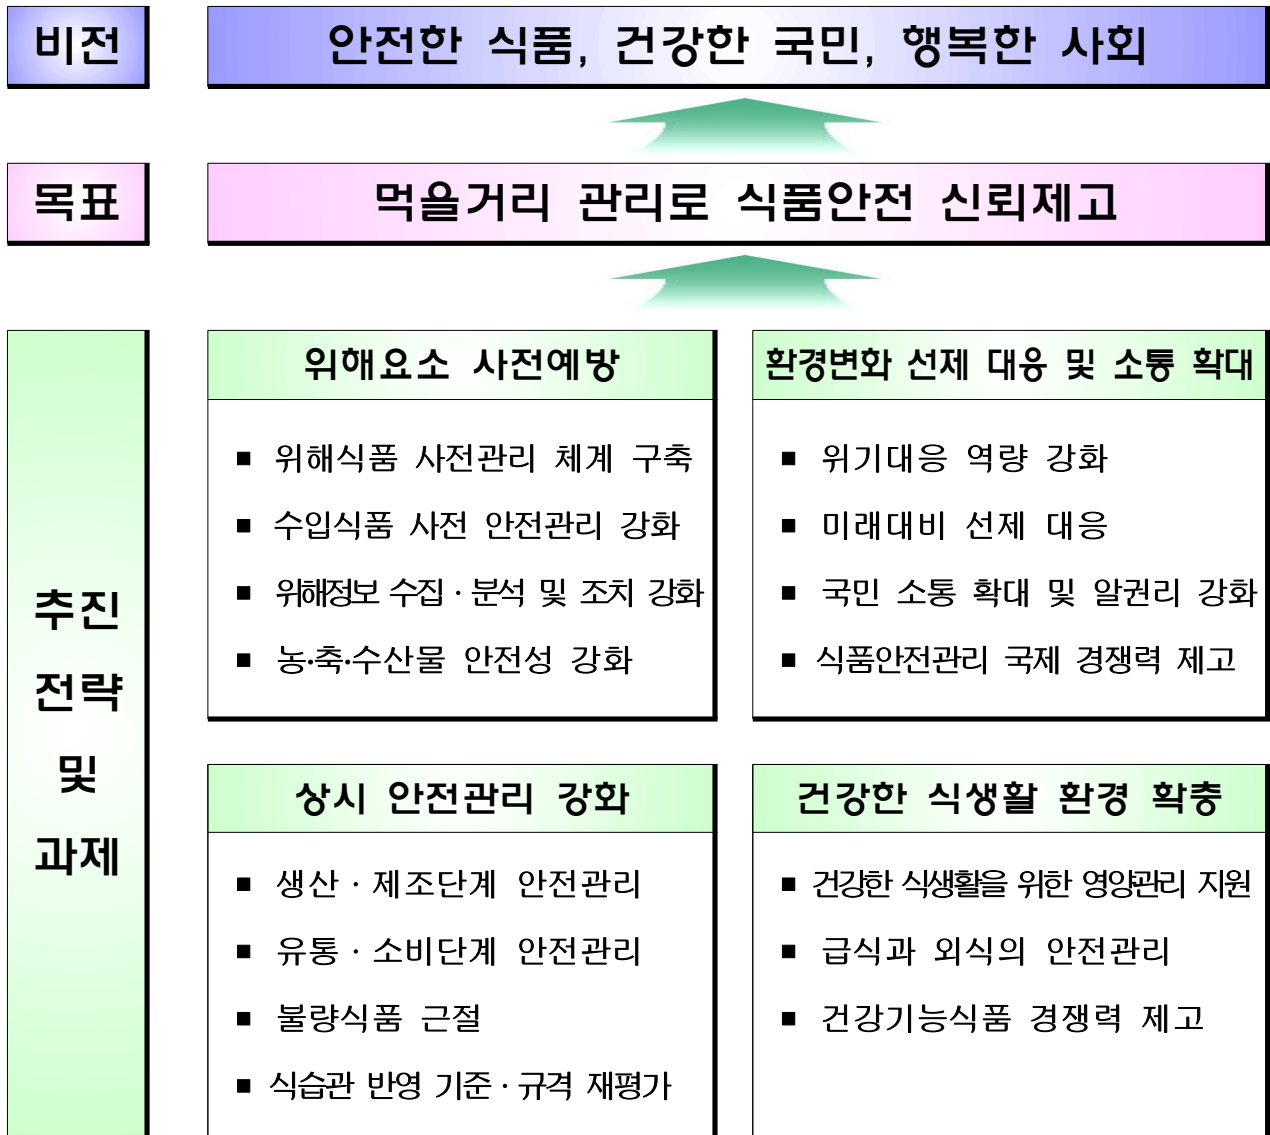 비전
안전한 식품, 건강한 국민, 행복한 사회
목표
먹을거리 관리로 식품안전 신뢰제고
추진
전략
및
과제
위해요소 사전예방
■ 위해식품 사전관리 체계 구축
■ 수입식품 사전 안전관리 강화
■ 위해정보 수집·분석 및 조치 강화
■ 농·축·수산물 안전성 강화
환경변화 선제 대응 및 소통 확대
■ 위기대응 역량 강화
■ 미래대비 선제 대응
■ 국민 소통 확대 및 알권리 강화
■ 식품안전관리 국제 경쟁력 제고
상시 안전관리 강화
■ 생산·제조단계 안전관리
■ 유통·소비단계 안전관리
■ 불량식품 근절
■ 식습관 반영 기준·규격 재평가
건강한 식생활 환경 확충
■ 건강한 식생활을 위한 영양관리 지원
■ 급식과 외식의 안전관리
■ 건강기능식품 경쟁력 제고